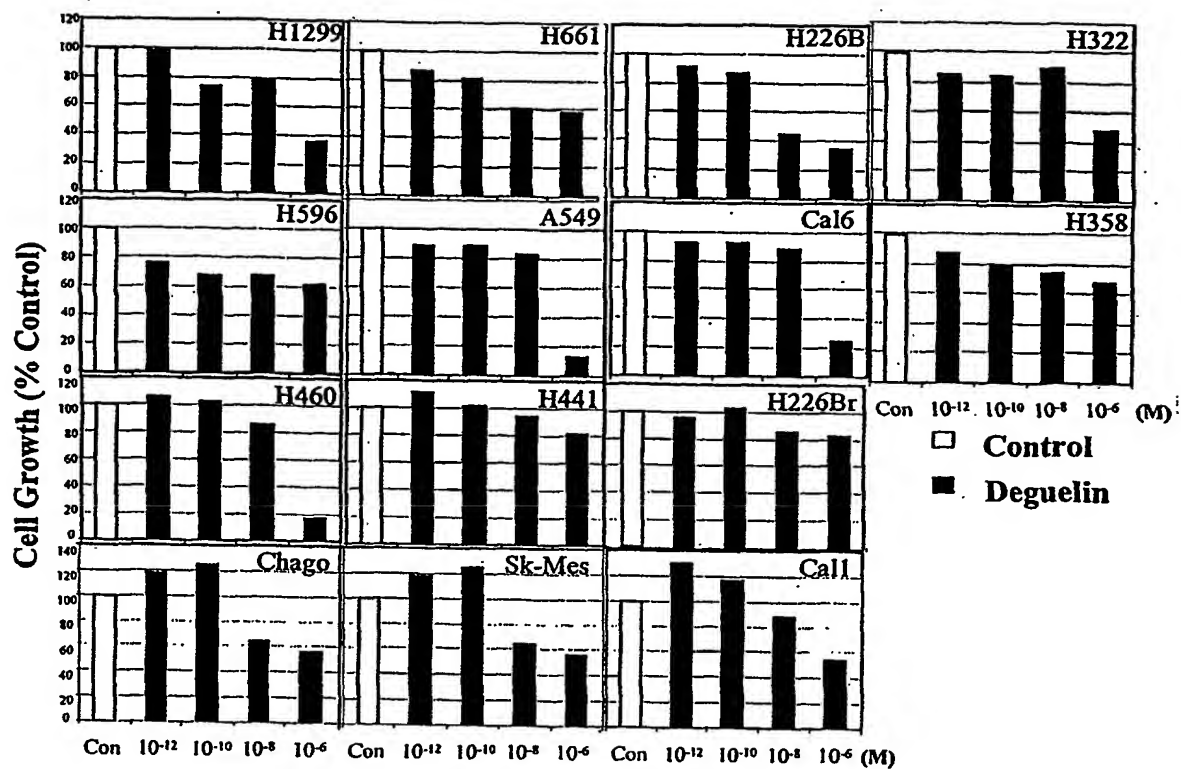 Cell Growth (% Control)
120
100
80
60
40
20
0
H1299
H661
H226B
H322
120
100
80
60
40
20
0
H596
A549
Cal6
H358
120
100
80
60
40
20
0
H460
H441
H226Br
Con 10-12 10-10 10-8 10-6 (M)
Control
Deguelin
140
120
100
80
60
40
20
0
Chago
Sk-Mes
Cal1
Con 10-12 10-10 10-8 10-6 Con 10-12 10-10 10-8 10-6 Con 10-12 10-10 10-8 10-6 (M)